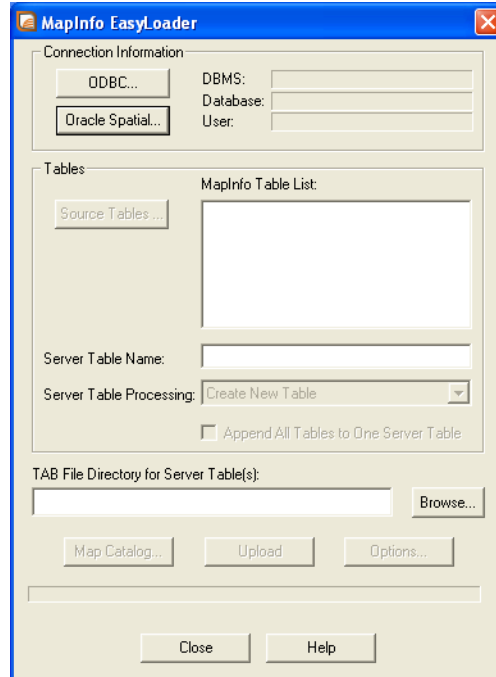 MapInfo EasyLoader
Connection Information
ODBC...
DBMS:
Database:
Oracle Spatial...
User:
Tables
MapInfo Table List:
Source Tables ...
Server Table Name:
Server Table Processing: Create New Table
Append All Tables to One Server Table
TAB File Directory for Server Table(s):
Browse...
Map Catalog... Upload Options...
Close Help